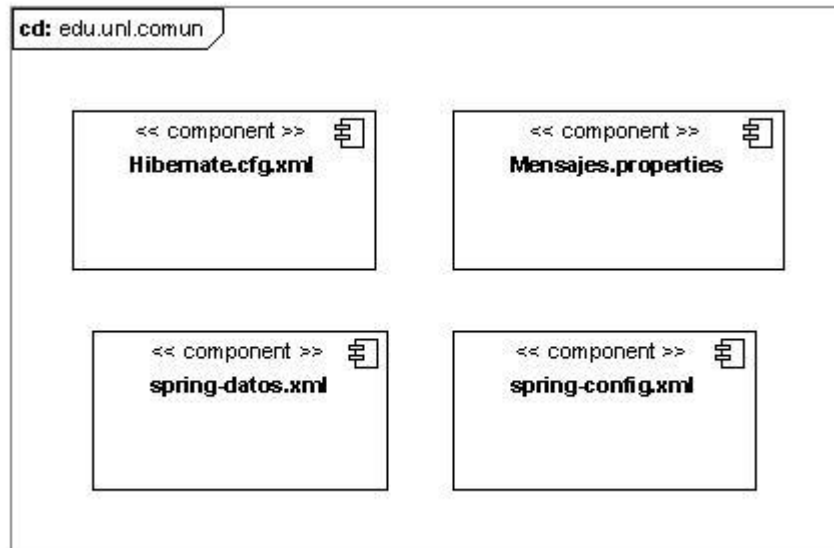 cd: edu.unl.comun
<< component >>
Hibernate.cfg.xml
<< component >>
Mensajes.properties
<< component >>
spring-datos.xml
<< component >>
spring-config.xml